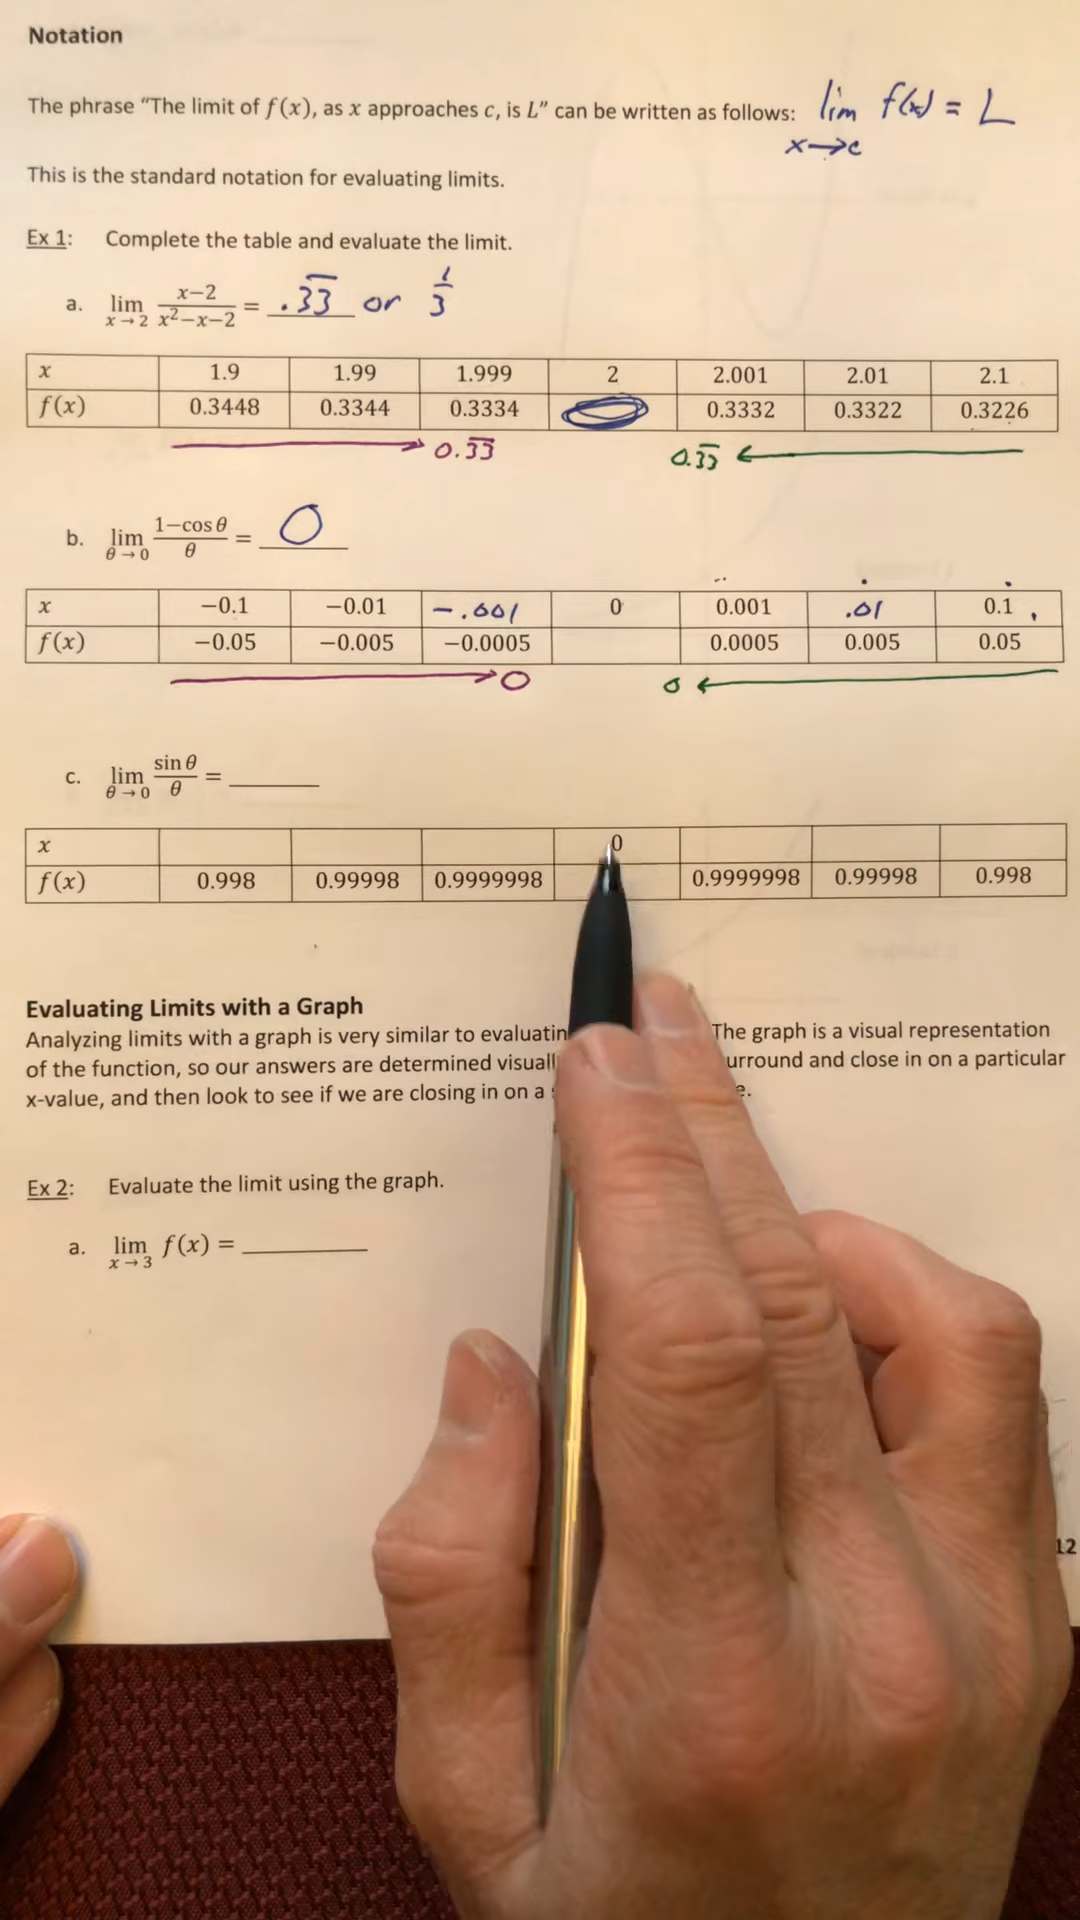 Notation
The phrase “The limit of f(x), as x approaches c, is L” can be written as follows: lim f(x) = L
x→c
This is the standard notation for evaluating limits.
Ex 1: Complete the table and evaluate the limit.
a. lim x→2 x−2 / x²−x−2 = .33̅ or 1/3
x 1.9 1.99 1.999 2 2.001 2.01 2.1
f(x) 0.3448 0.3344 0.3334 0.3332 0.3322 0.3226
→ 0.33̅ 0.33̅ ←
b. lim θ→0 1−cos θ / θ = 0
x −0.1 −0.01 −.001 0 0.001 .01 0.1
f(x) −0.05 −0.005 −0.0005 0.0005 0.005 0.05
→ 0 0 ←
c. lim θ→0 sin θ / θ = ______
x 0
f(x) 0.998 0.99998 0.9999998 0.9999998 0.99998 0.998
Evaluating Limits with a Graph
Analyzing limits with a graph is very similar to The graph is a visual representation
of the function, so our answers are determined and close in on a particular
x-value, and then look to see if we are closing in on a
Ex 2: Evaluate the limit using the graph.
a. lim x→3 f(x) = ______
12